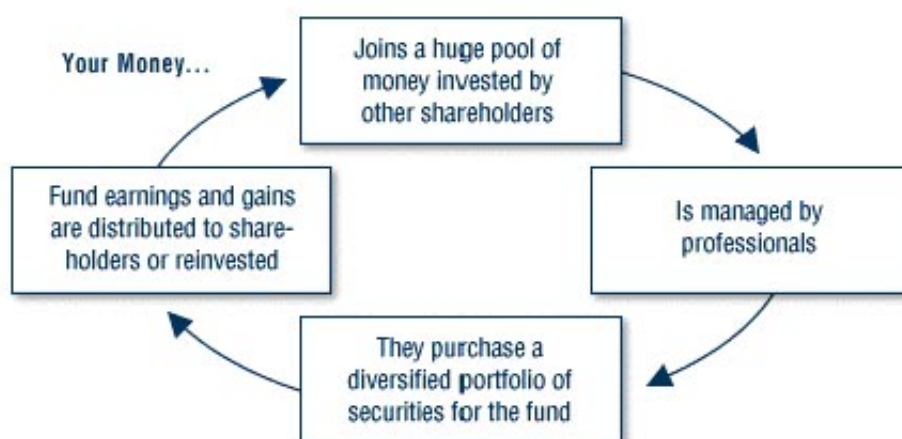 Your Money...
Joins a huge pool of
money invested by
other shareholders
Is managed by
professionals
They purchase a
diversified portfolio of
securities for the fund
Fund earnings and gains
are distributed to share-
holders or reinvested